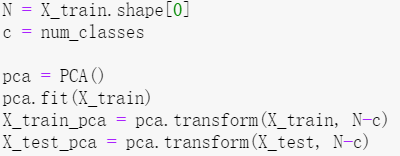 N = X_train.shape[0]
c = num_classes
pca = PCA()
pca.fit(X_train)
X_train_pca = pca.transform(X_train, N-c)
X_test_pca = pca.transform(X_test, N-c)